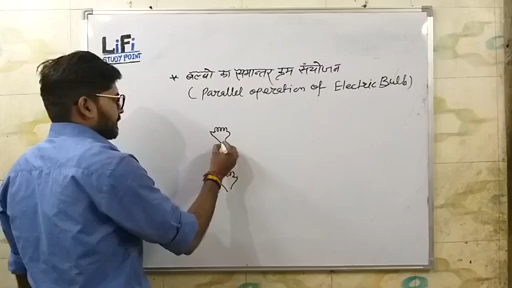 LiFi
STUDY POINT
* बल्वो का समान्तर क्रम संयोजन
(Parallel operation of Electric Bulb)